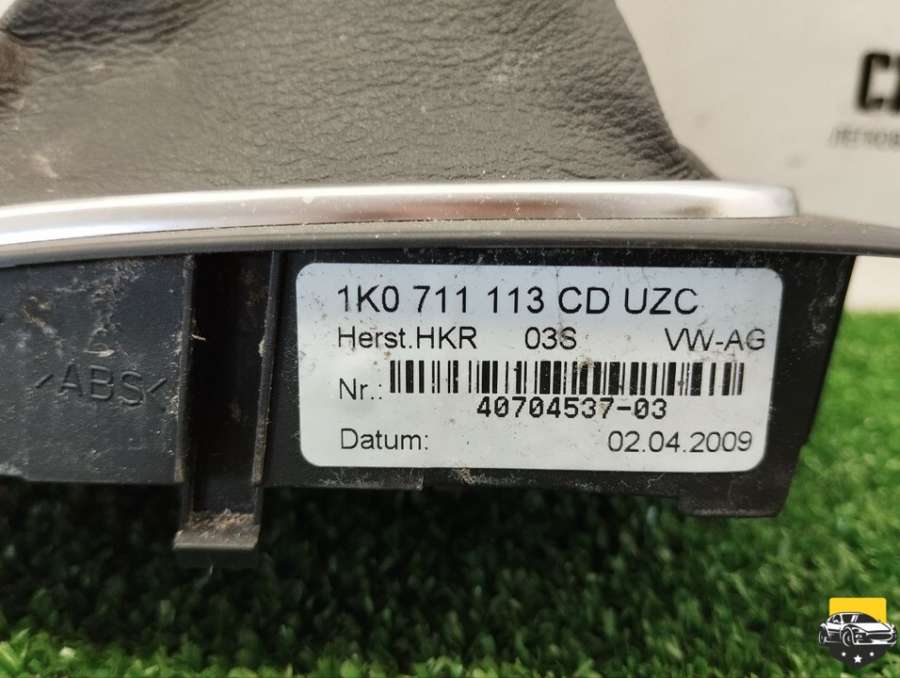 1K0 711 113 CD UZC
Herst.HKR 03S VW-AG
Nr.:
40704537-03
Datum: 02.04.2009
>ABS<